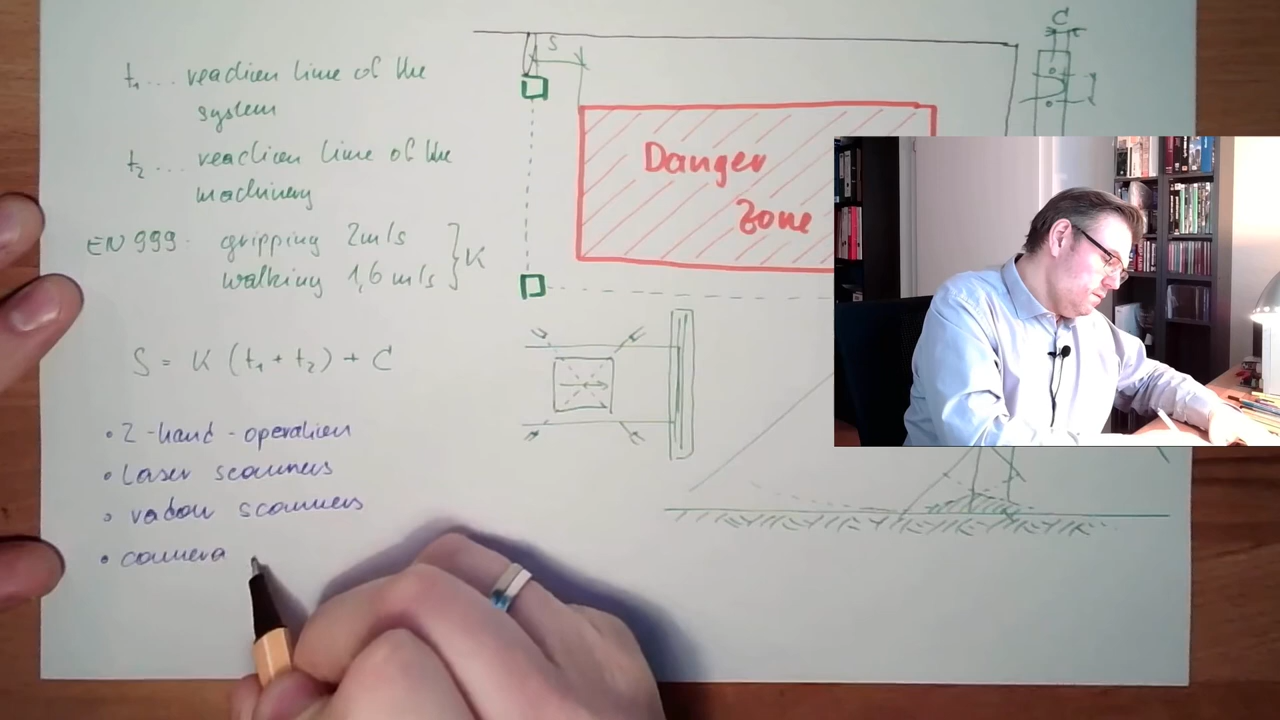 t₁ ... reaction time of the
system
t₂ ... reaction time of the
machinery
EN 999: gripping 2m/s
walking 1,6 m/s } K
S = K (t₁ + t₂) + C
• 2-hand-operation
• Laser scanners
• radar scanners
• camera
S
Danger
Zone
C